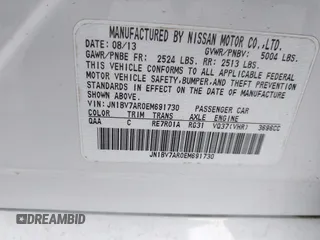 MANUFACTURED BY NISSAN MOTOR CO.,LTD.
DATE: 08/13 GVWR/PNBV: 5004 LBS.
GAWR/PNBE FR: 2524 LBS. RR: 2513 LBS.
THIS VEHICLE CONFORMS TO ALL APPLICABLE FEDERAL
MOTOR VEHICLE SAFETY,BUMPER,AND THEFT PREVENTION
STANDARDS IN EFFECT ON THE DATE OF MANUFACTURE
SHOWN ABOVE.
VIN:JN1BV7AR0EM691730 PASSENGER CAR
COLOR TRIM TRANS AXLE ENGINE
QAA C RE7R01A RG31 VQ37(VHR) 3696CC
JN1BV7AR0EM691730
© DYLER/BIDMYCAR